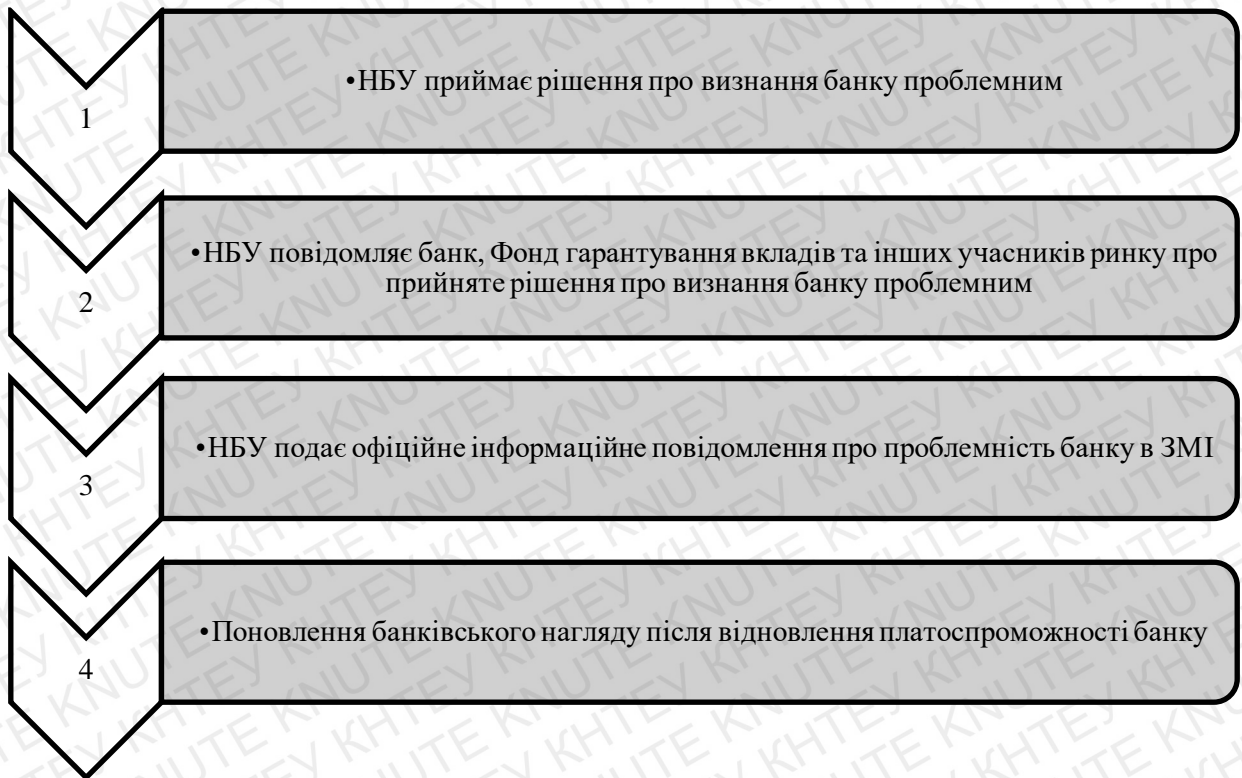 1
•НБУ приймає рішення про визнання банку проблемним
2
•НБУ повідомляє банк, Фонд гарантування вкладів та інших учасників ринку про
прийняте рішення про визнання банку проблемним
3
•НБУ подає офіційне інформаційне повідомлення про проблемність банку в ЗМІ
4
•Поновлення банківського нагляду після відновлення платоспроможності банку